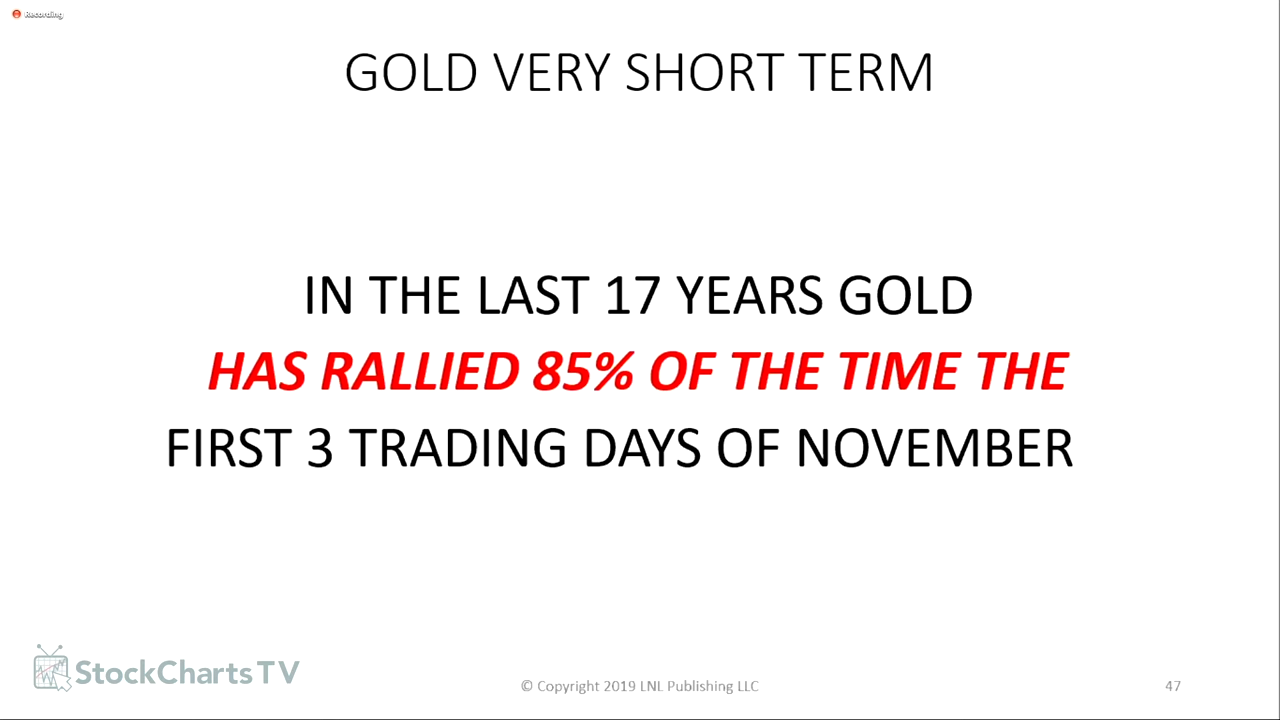 Recording
GOLD VERY SHORT TERM
IN THE LAST 17 YEARS GOLD
HAS RALLIED 85% OF THE TIME THE
FIRST 3 TRADING DAYS OF NOVEMBER
StockCharts TV
© Copyright 2019 LNL Publishing LLC
47